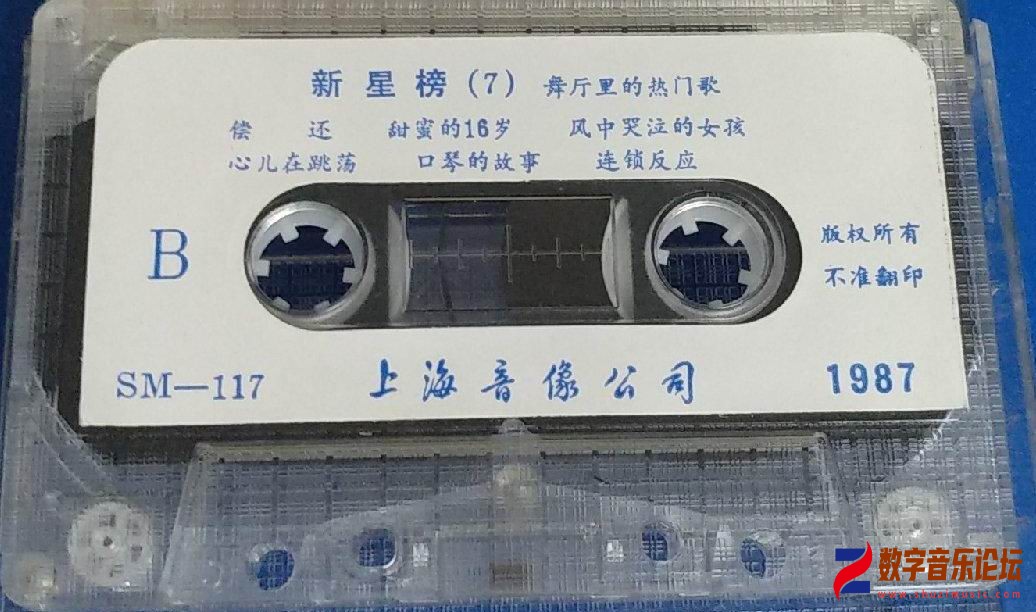 新星榜(7) 舞厅里的热门歌
偿 还 甜蜜的16岁 风中哭泣的女孩
心儿在跳荡 口琴的故事 连锁反应
B
版权所有
不准翻印
SM—117 上海音像公司 1987
数字音乐论坛